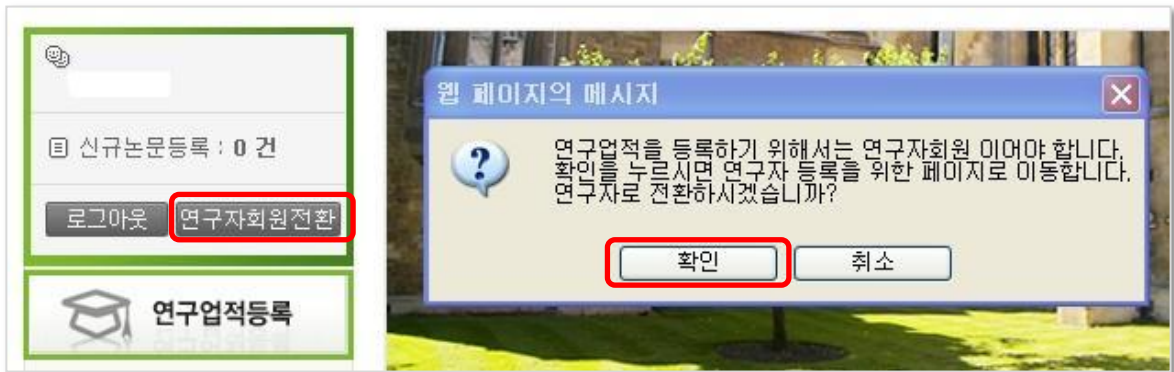 신규논문등록 : 0 건
로그아웃 연구자회원전환
연구업적등록
웹 페이지의 메시지
연구업적을 등록하기 위해서는 연구자회원 이어야 합니다.
확인을 누르시면 연구자 등록을 위한 페이지로 이동합니다.
연구자로 전환하시겠습니까?
확인 취소